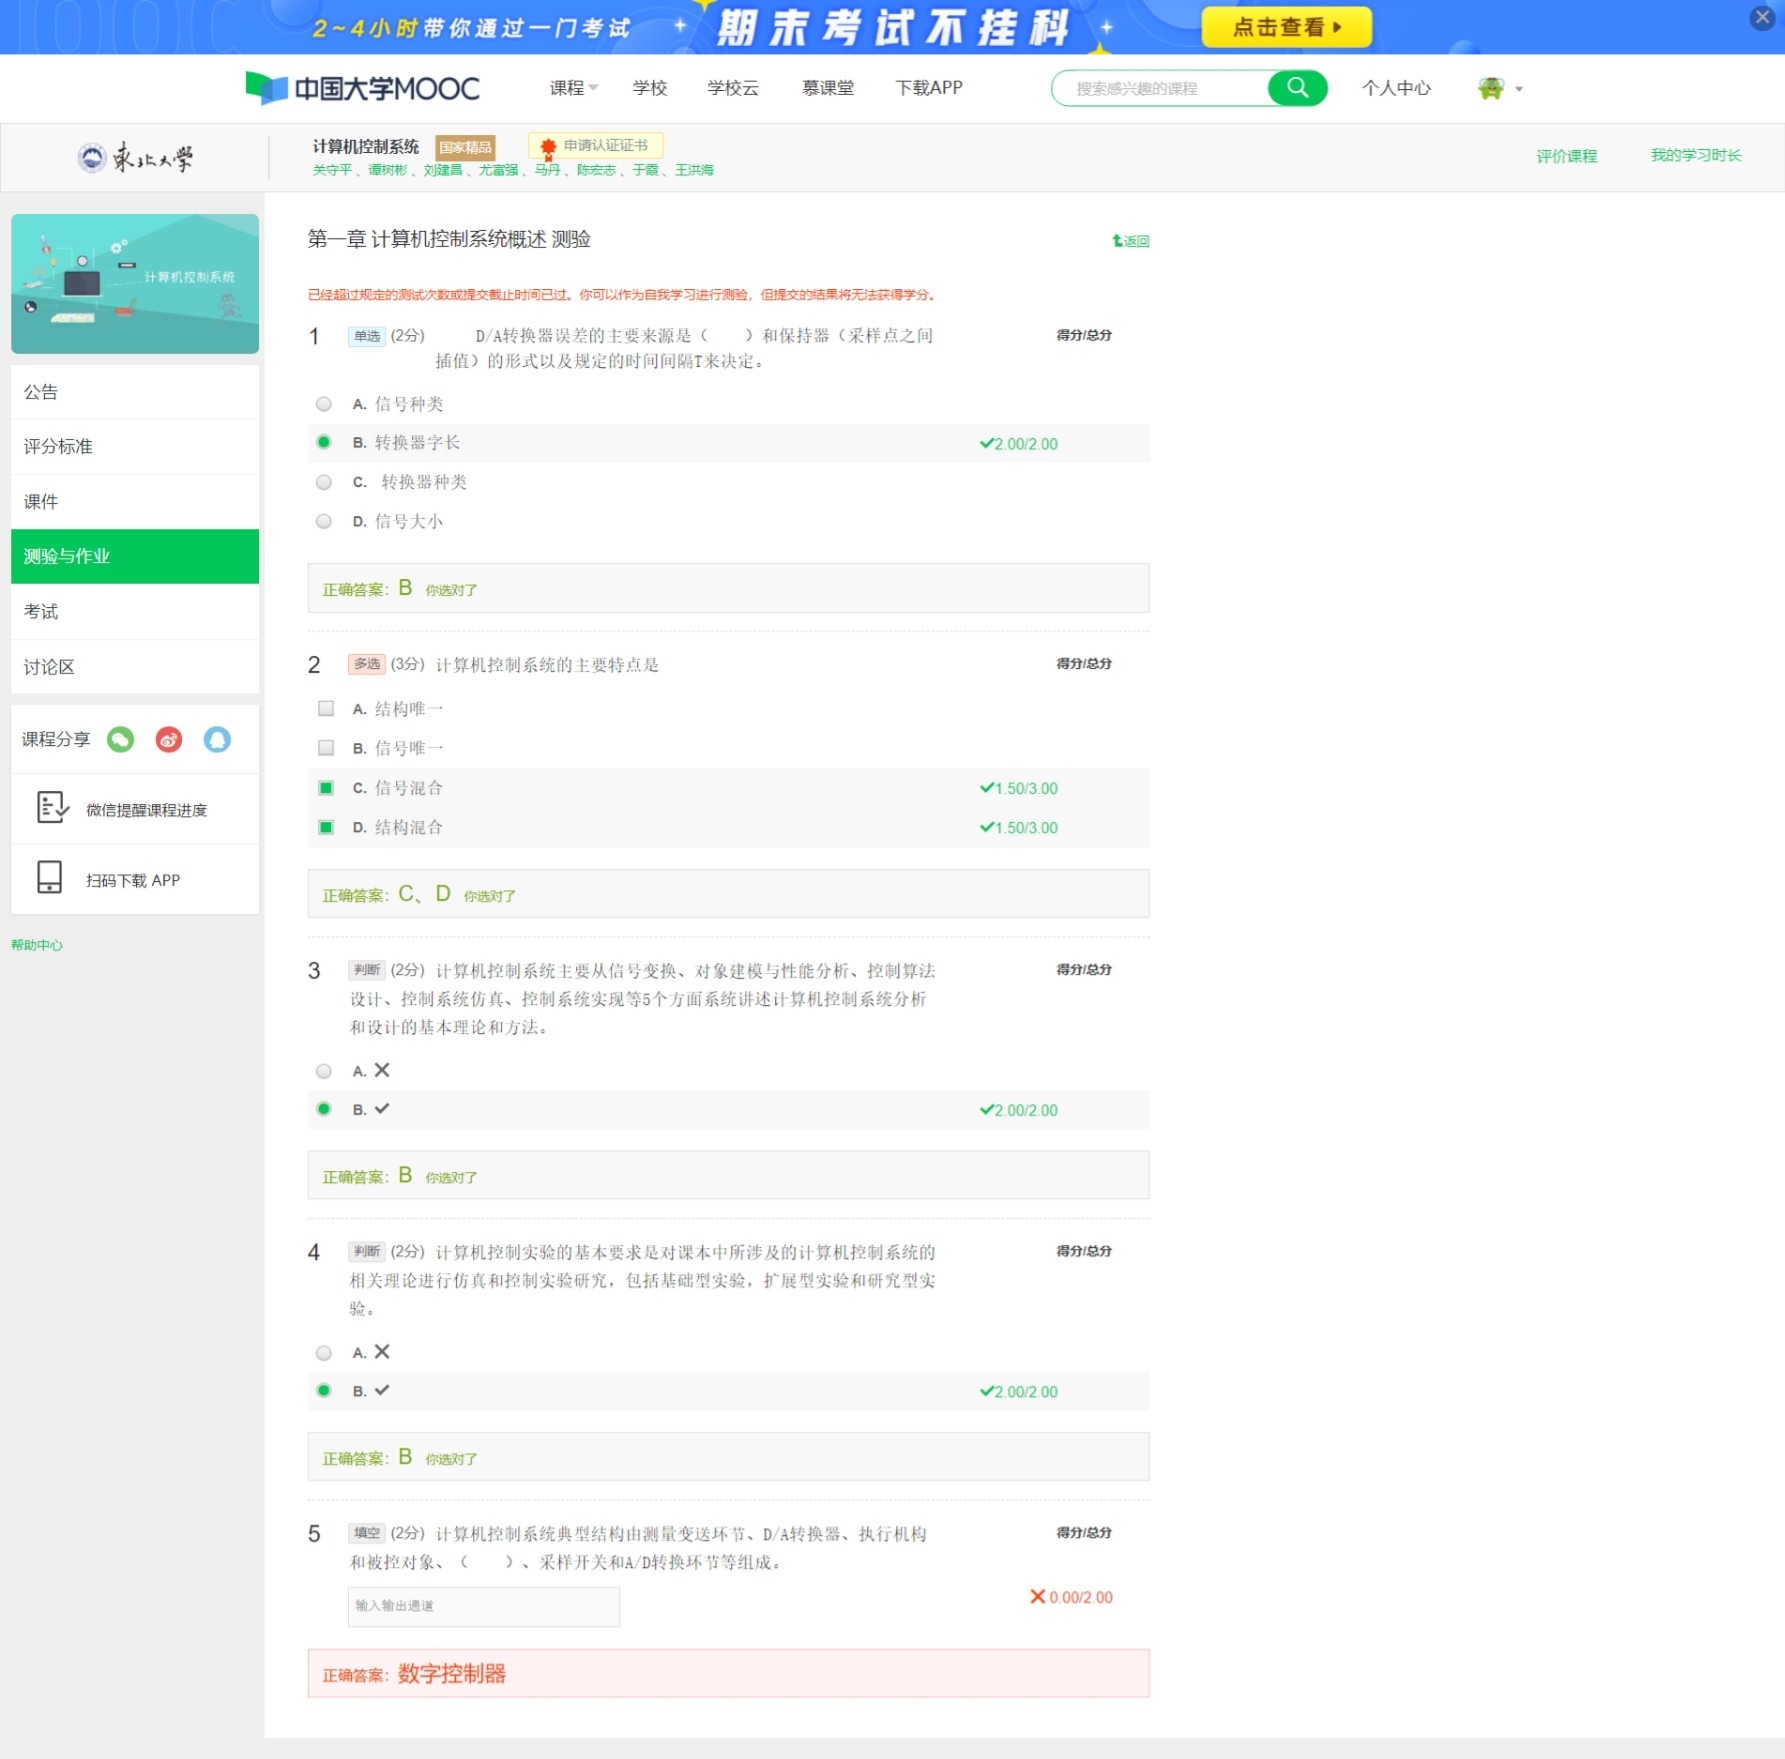 2~4小时带你通过一门考试
期末考试不挂科
点击查看
中国大学MOOC
课程
学校
学校云
慕课堂
下载APP
搜索感兴趣的课程
个人中心
東北大學
计算机控制系统
国家精品
申请认证证书
关守平、谭树彬、刘建昌、尤富强、马丹、陈宏志、于霞、王洪海
评价课程
我的学习时长
计算机控制系统
公告
评分标准
课件
测验与作业
考试
讨论区
课程分享
微信提醒课程进度
扫码下载 APP
帮助中心
第一章 计算机控制系统概述 测验
返回
已经超过规定的测试次数或提交截止时间已过。你可以作为自我学习进行测验，但提交的结果将无法获得学分。
1 单选 (2分) D/A转换器误差的主要来源是（ ）和保持器（采样点之间
插值）的形式以及规定的时间间隔T来决定。
得分/总分
A. 信号种类
B. 转换器字长
2.00/2.00
C. 转换器种类
D. 信号大小
正确答案：B 你选对了
2 多选 (3分) 计算机控制系统的主要特点是
得分/总分
A. 结构唯一
B. 信号唯一
C. 信号混合
1.50/3.00
D. 结构混合
1.50/3.00
正确答案：C、D 你选对了
3 判断 (2分) 计算机控制系统主要从信号变换、对象建模与性能分析、控制算法
设计、控制系统仿真、控制系统实现等5个方面系统讲述计算机控制系统分析
和设计的基本理论和方法。
得分/总分
A.
B.
2.00/2.00
正确答案：B 你选对了
4 判断 (2分) 计算机控制实验的基本要求是对课本中所涉及的计算机控制系统的
相关理论进行仿真和控制实验研究，包括基础型实验，扩展型实验和研究型实
验。
得分/总分
A.
B.
2.00/2.00
正确答案：B 你选对了
5 填空 (2分) 计算机控制系统典型结构由测量变送环节、D/A转换器、执行机构
和被控对象、（ ）、采样开关和A/D转换环节等组成。
得分/总分
输入输出通道
0.00/2.00
正确答案：数字控制器